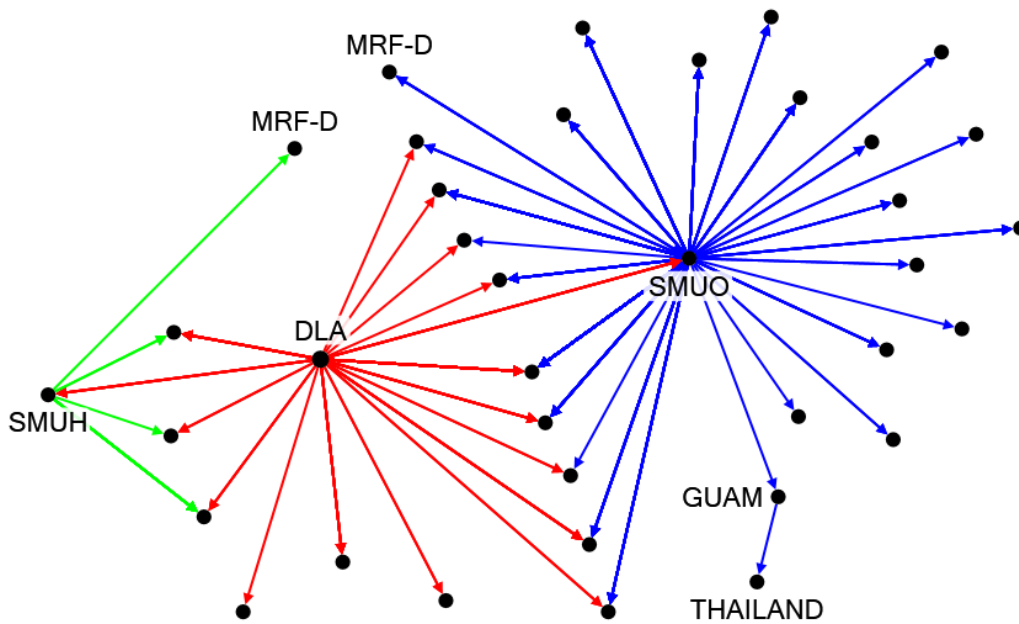 MRF-D
MRF-D
SMUO
DLA
SMUH
GUAM
THAILAND